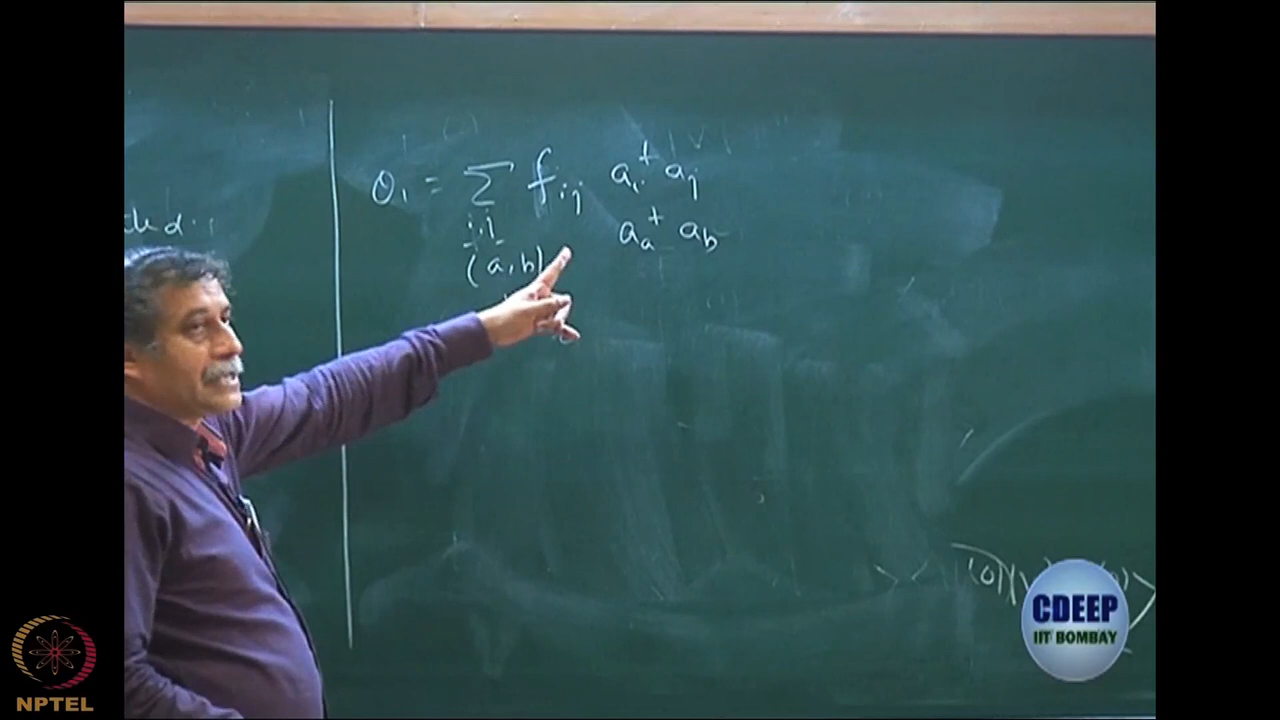 O₁ = Σ f_ij a_i† a_j
i,j a_a† a_b
(a, b)
CDEEP
IIT BOMBAY
NPTEL